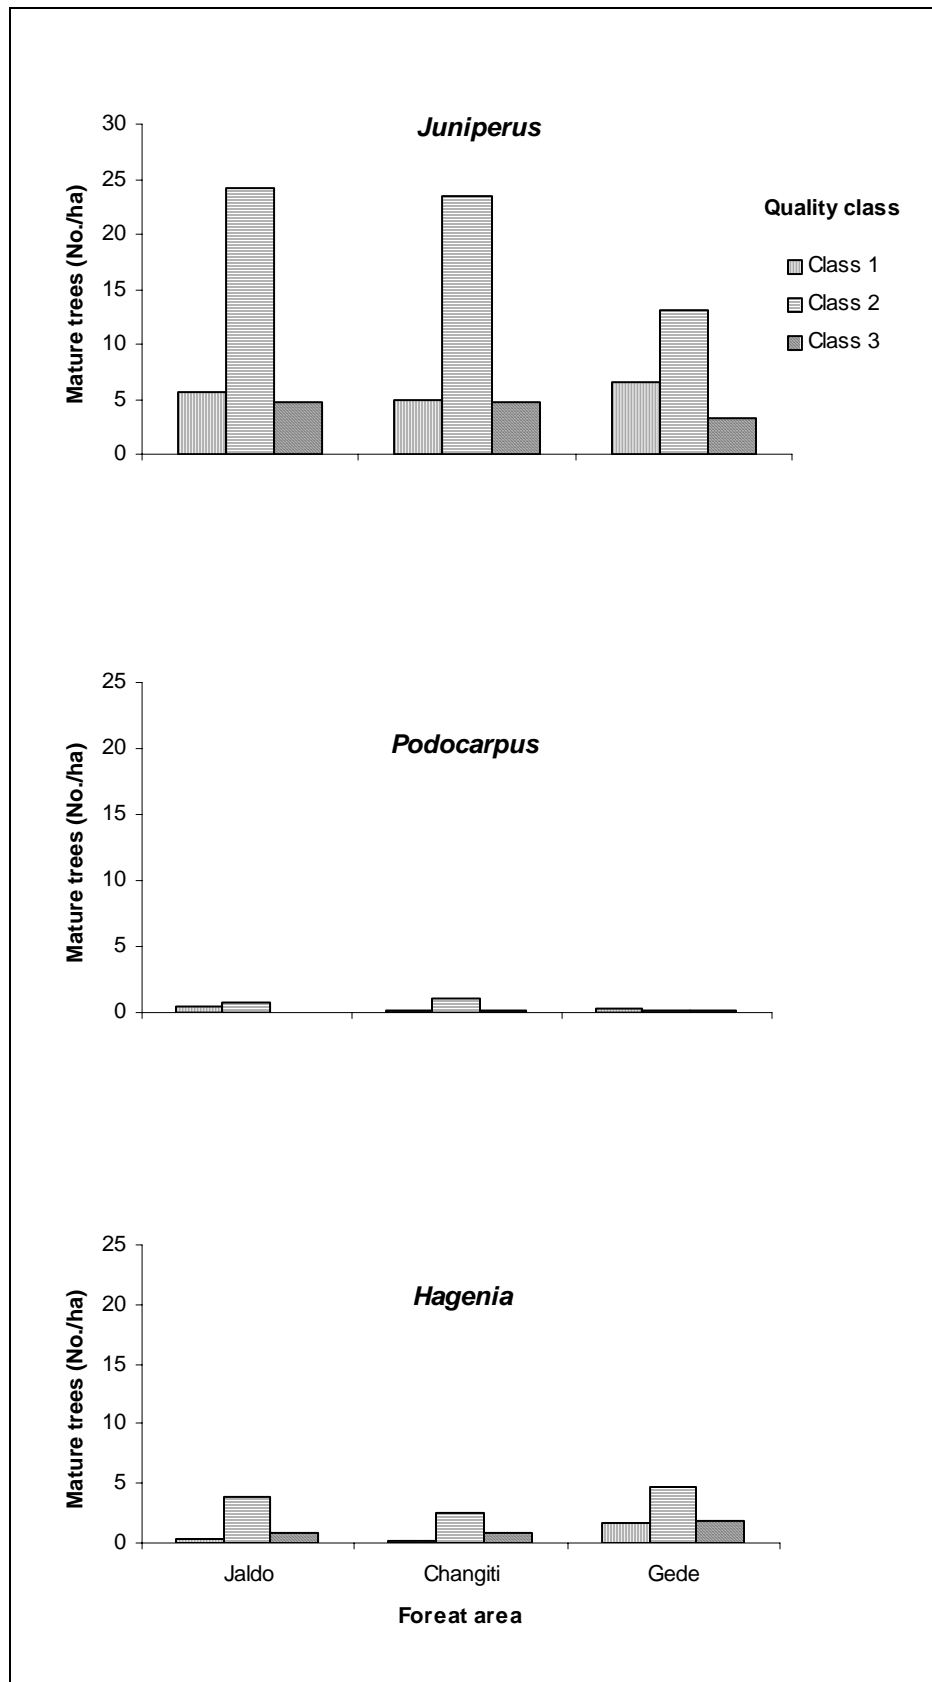 Juniperus
Mature trees (No./ha)
30
25
20
15
10
5
0
Quality class
Class 1
Class 2
Class 3
Podocarpus
Mature trees (No./ha)
25
20
15
10
5
0
Hagenia
Mature trees (No./ha)
25
20
15
10
5
0
Jaldo Changiti Gede
Foreat area